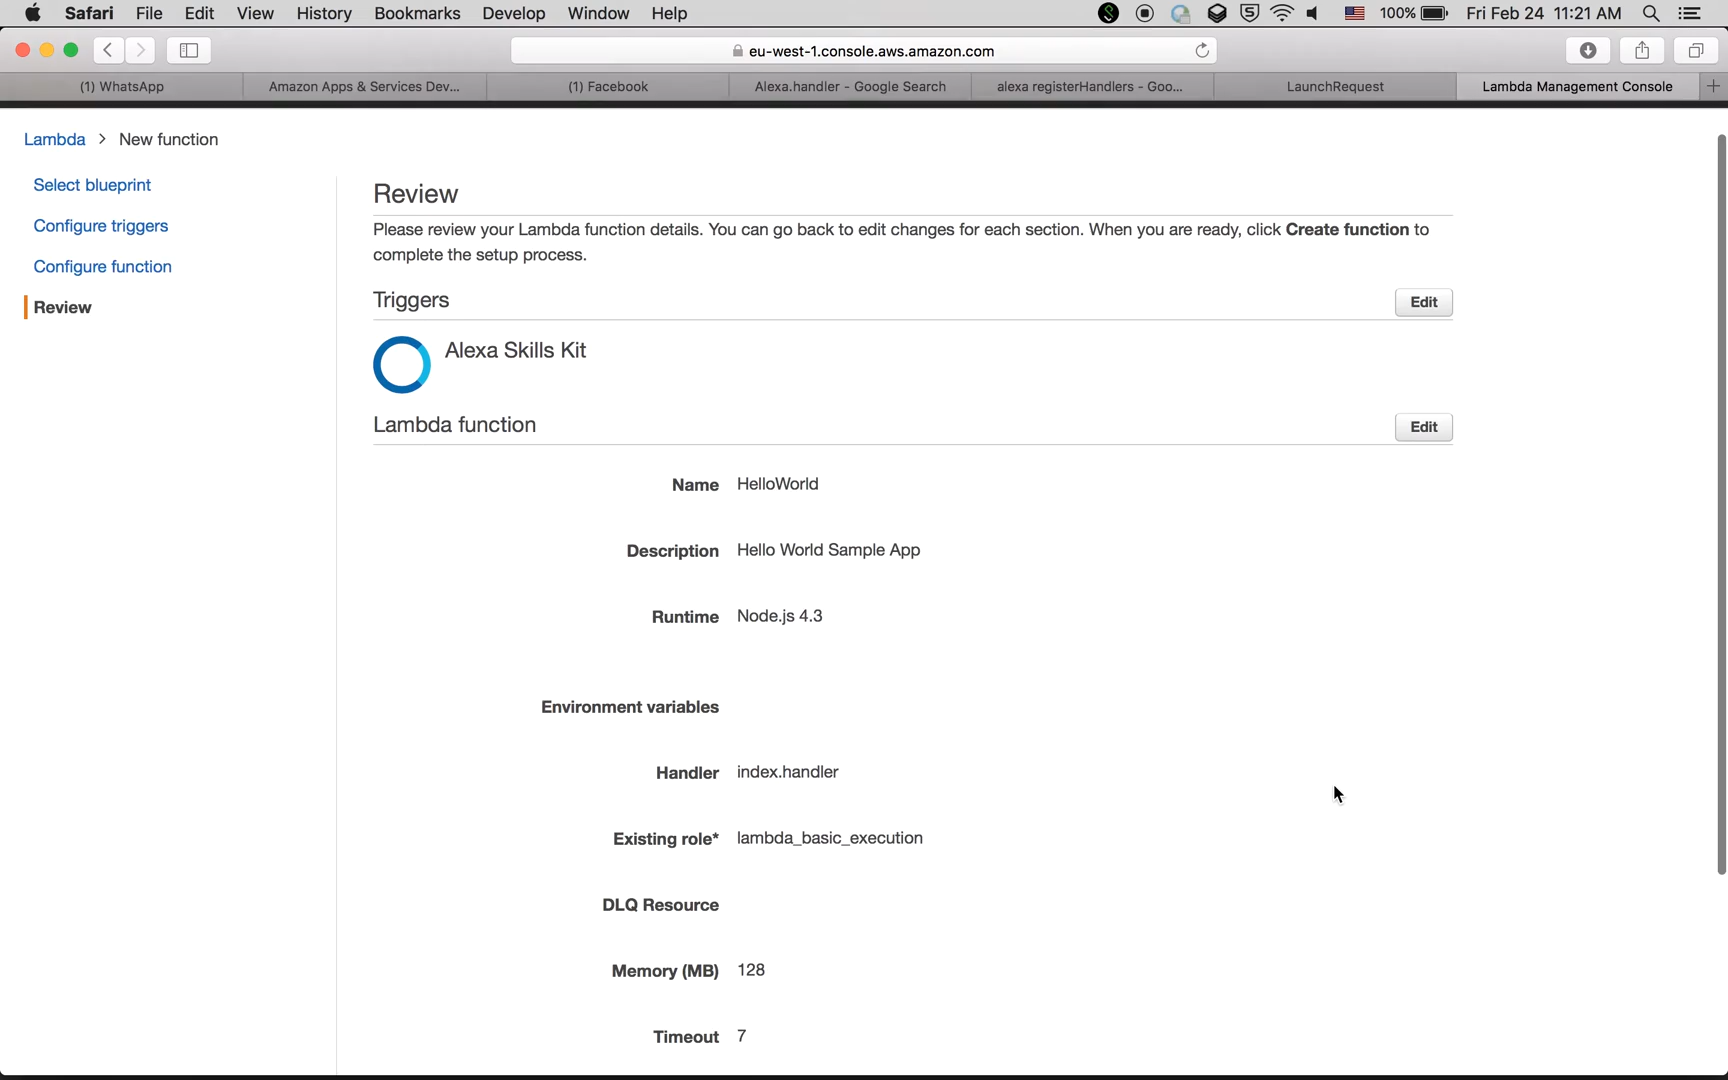 Safari File Edit View History Bookmarks Develop Window Help 100% Fri Feb 24 11:21 AM
eu-west-1.console.aws.amazon.com
(1) WhatsApp Amazon Apps & Services Dev... (1) Facebook Alexa.handler - Google Search alexa registerHandlers - Goo... LaunchRequest Lambda Management Console
Lambda > New function
Select blueprint
Configure triggers
Configure function
Review
Review
Please review your Lambda function details. You can go back to edit changes for each section. When you are ready, click Create function to
complete the setup process.
Triggers Edit
Alexa Skills Kit
Lambda function Edit
Name HelloWorld
Description Hello World Sample App
Runtime Node.js 4.3
Environment variables
Handler index.handler
Existing role* lambda_basic_execution
DLQ Resource
Memory (MB) 128
Timeout 7